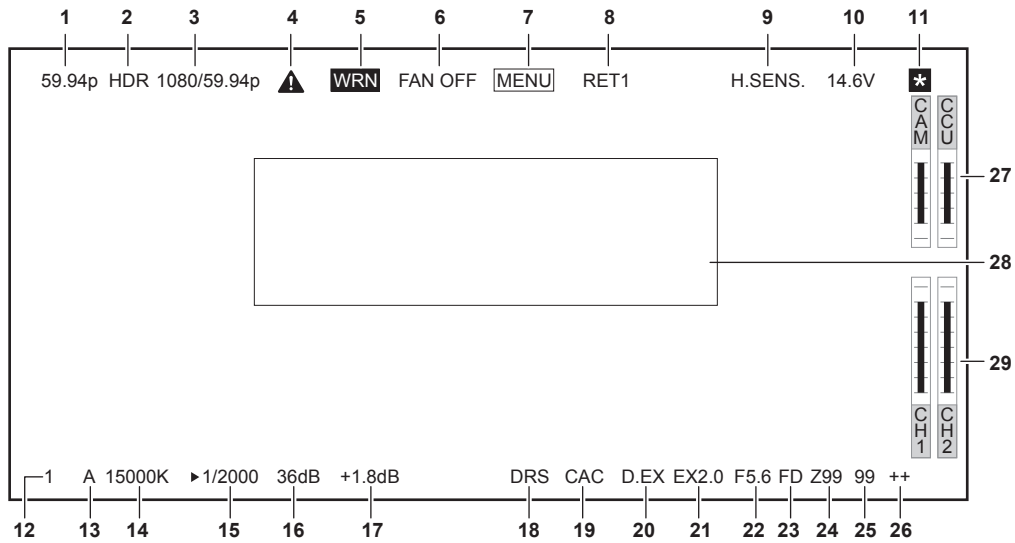 1 2 3 4 5 6 7 8 9 10 11
59.94p HDR 1080/59.94p WRN FAN OFF MENU RET1 H.SENS. 14.6V *
CAM CCU
27
28
29
CH1 CH2
1 A 15000K ▶1/2000 36dB +1.8dB DRS CAC D.EX EX2.0 F5.6 FD Z99 99 ++
12 13 14 15 16 17 18 19 20 21 22 23 24 25 26